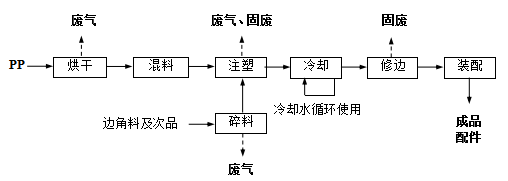 废气
废气、固废
固废
PP
烘干
混料
注塑
冷却
修边
装配
冷却水循环使用
边角料及次品
碎料
成品
配件
废气